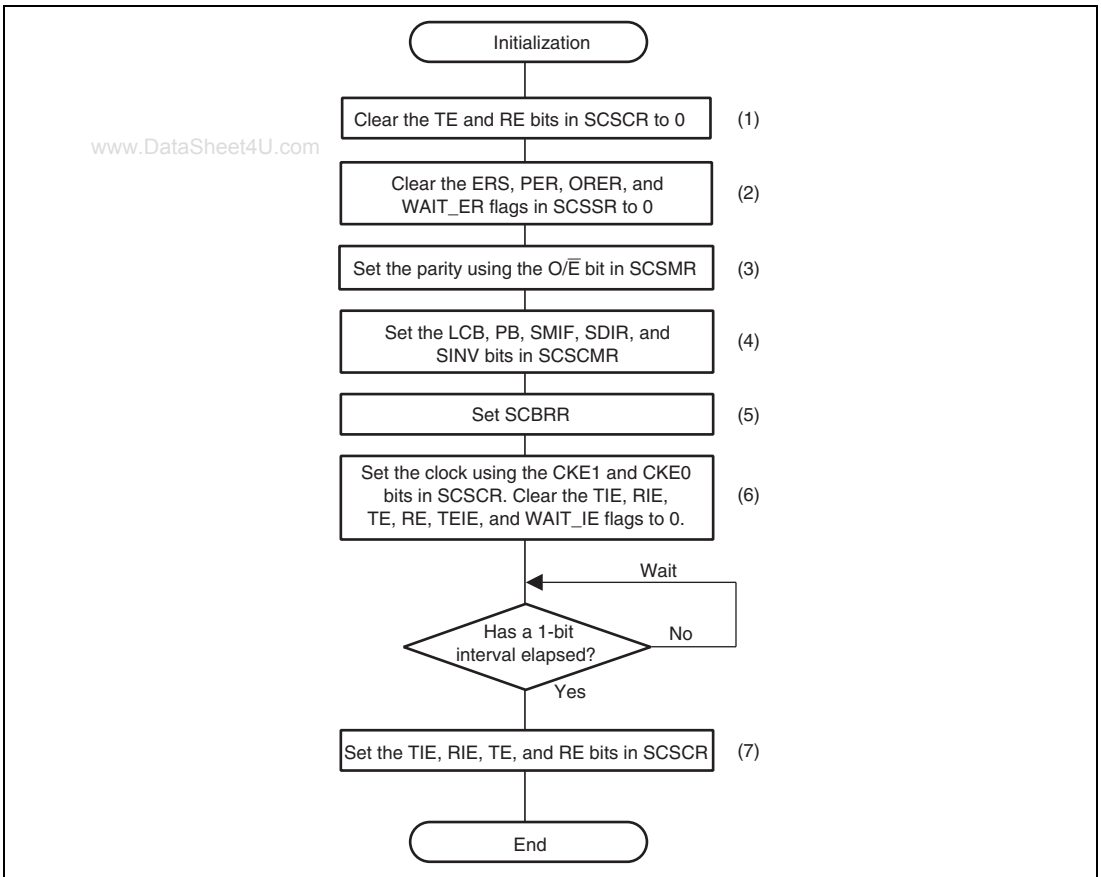 Initialization
Clear the TE and RE bits in SCSCR to 0 (1)
www.DataSheet4U.com
Clear the ERS, PER, ORER, and
WAIT_ER flags in SCSSR to 0
(2)
Set the parity using the O/E̅ bit in SCSMR (3)
Set the LCB, PB, SMIF, SDIR, and
SINV bits in SCSCMR
(4)
Set SCBRR (5)
Set the clock using the CKE1 and CKE0
bits in SCSCR. Clear the TIE, RIE,
TE, RE, TEIE, and WAIT_IE flags to 0.
(6)
Wait
Has a 1-bit
interval elapsed?
No
Yes
Set the TIE, RIE, TE, and RE bits in SCSCR (7)
End